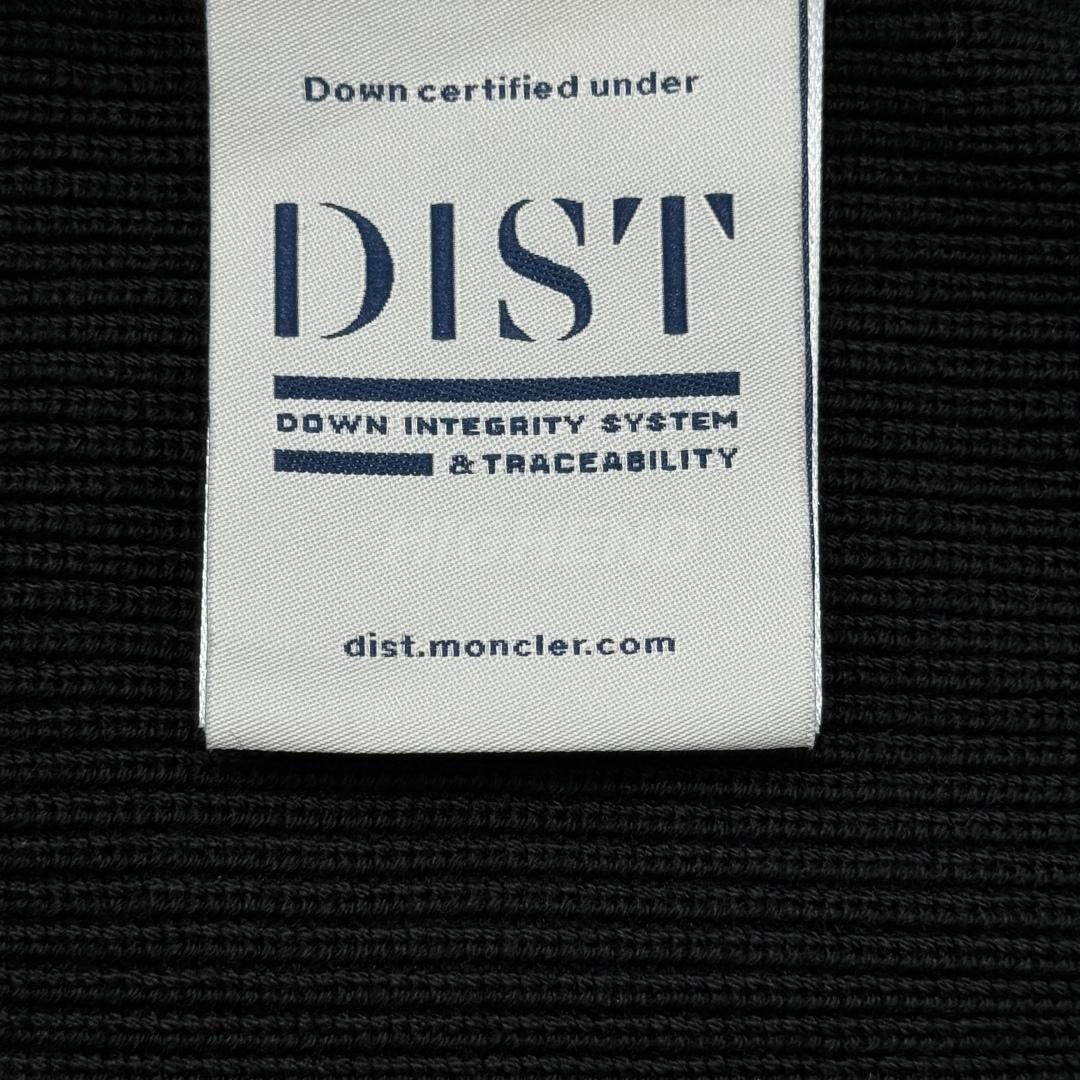 Down certified under
DIST
DOWN INTEGRITY SYSTEM
& TRACEABILITY
dist.moncler.com